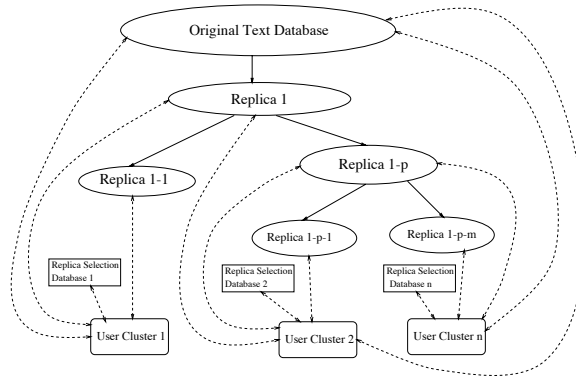 Original Text Database
Replica 1
Replica 1-1
Replica 1-p
Replica 1-p-1
Replica 1-p-m
Replica Selection
Database 1
Replica Selection
Database 2
Replica Selection
Database n
User Cluster 1
User Cluster 2
User Cluster n